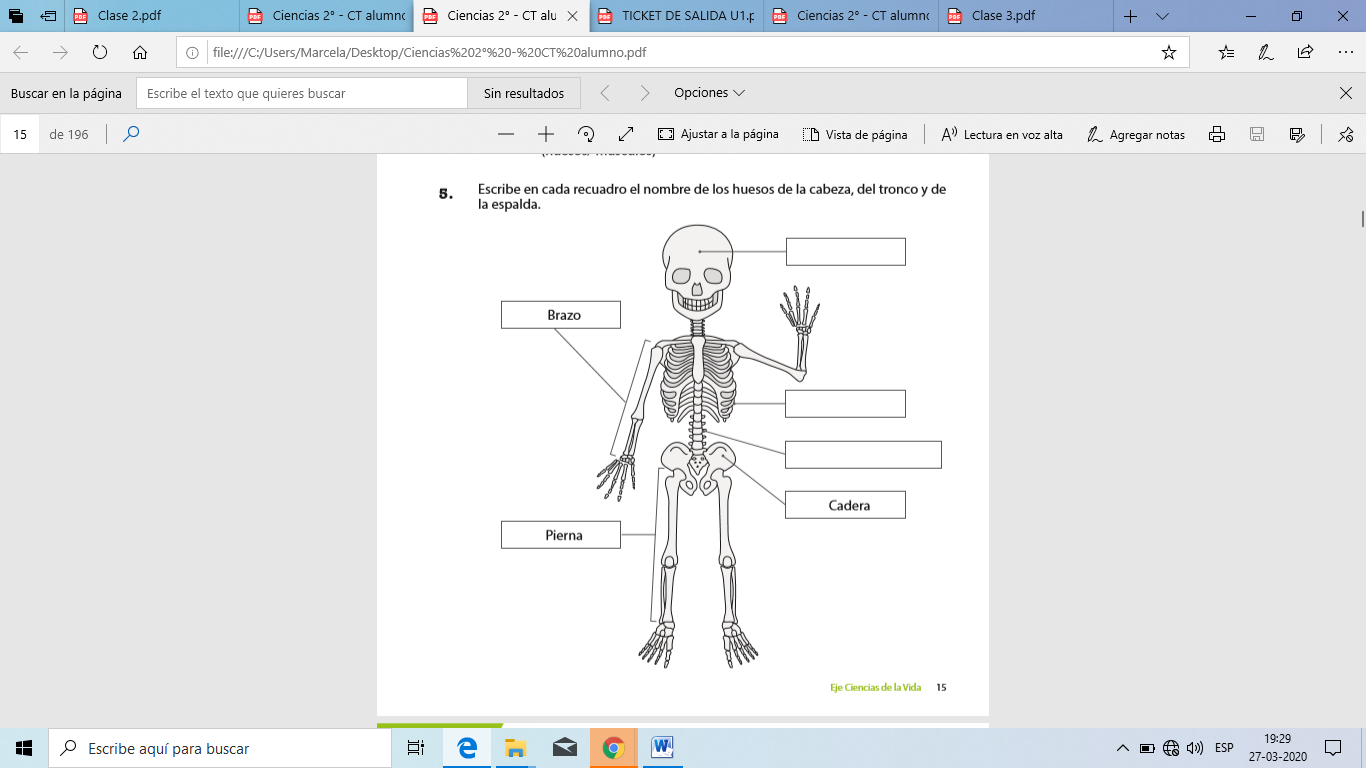 Clase 2.pdf
Ciencias 2° - CT alumno
Ciencias 2° - CT alu
TICKET DE SALIDA U1.p
Ciencias 2° - CT alumno
Clase 3.pdf
file:///C:/Users/Marcela/Desktop/Ciencias%202°%20-%20CT%20alumno.pdf
Buscar en la página
Escribe el texto que quieres buscar
Sin resultados
Opciones
15 de 196
Ajustar a la página
Vista de página
Lectura en voz alta
Agregar notas
5. Escribe en cada recuadro el nombre de los huesos de la cabeza, del tronco y de
la espalda.
Brazo
Cadera
Pierna
Eje Ciencias de la Vida 15
Escribe aquí para buscar
ESP
19:29
27-03-2020